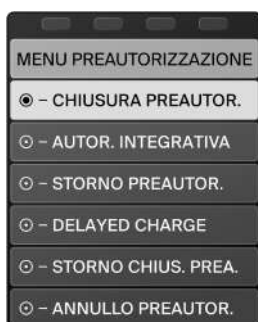 MENU PREAUTORIZZAZIONE
– CHIUSURA PREAUTOR.
– AUTOR. INTEGRATIVA
– STORNO PREAUTOR.
– DELAYED CHARGE
– STORNO CHIUS. PREA.
– ANNULLO PREAUTOR.